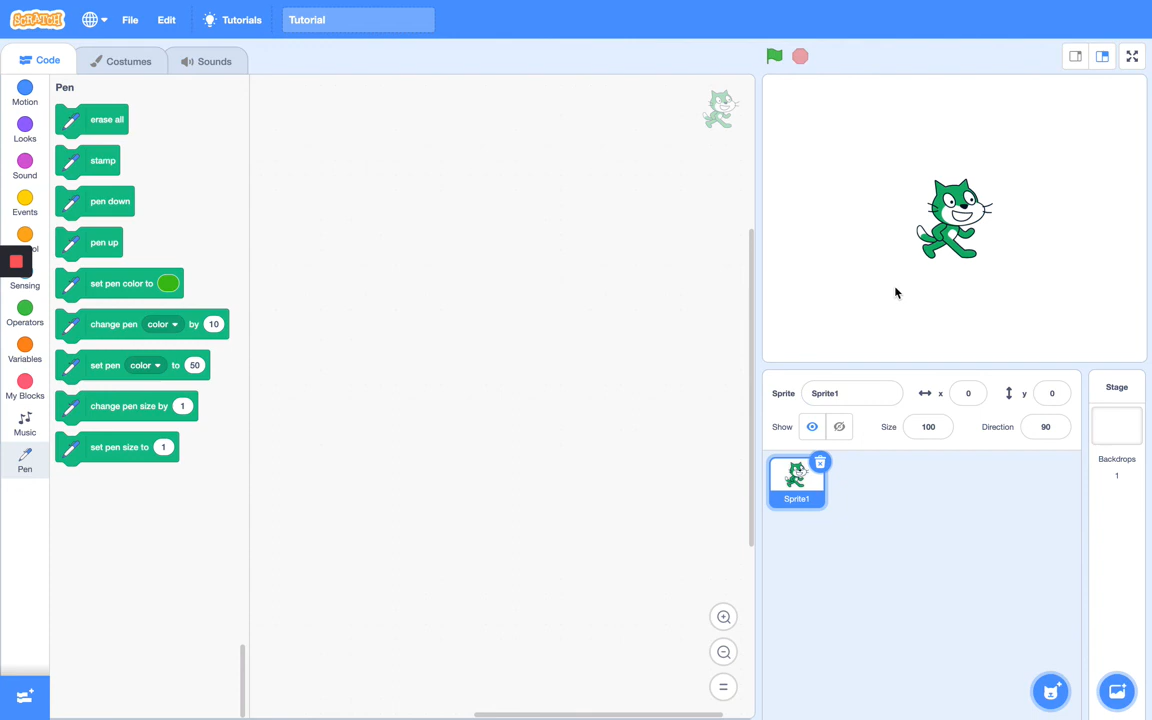 SCRATCH File Edit Tutorials Tutorial
Code Costumes Sounds
Motion
Looks
Sound
Events
Sensing
Operators
Variables
My Blocks
Music
Pen
Pen
erase all
stamp
pen down
pen up
set pen color to
change pen color by 10
set pen color to 50
change pen size by 1
set pen size to 1
Sprite Sprite1 x 0 y 0
Show Size 100 Direction 90
Sprite1
Stage
Backdrops
1